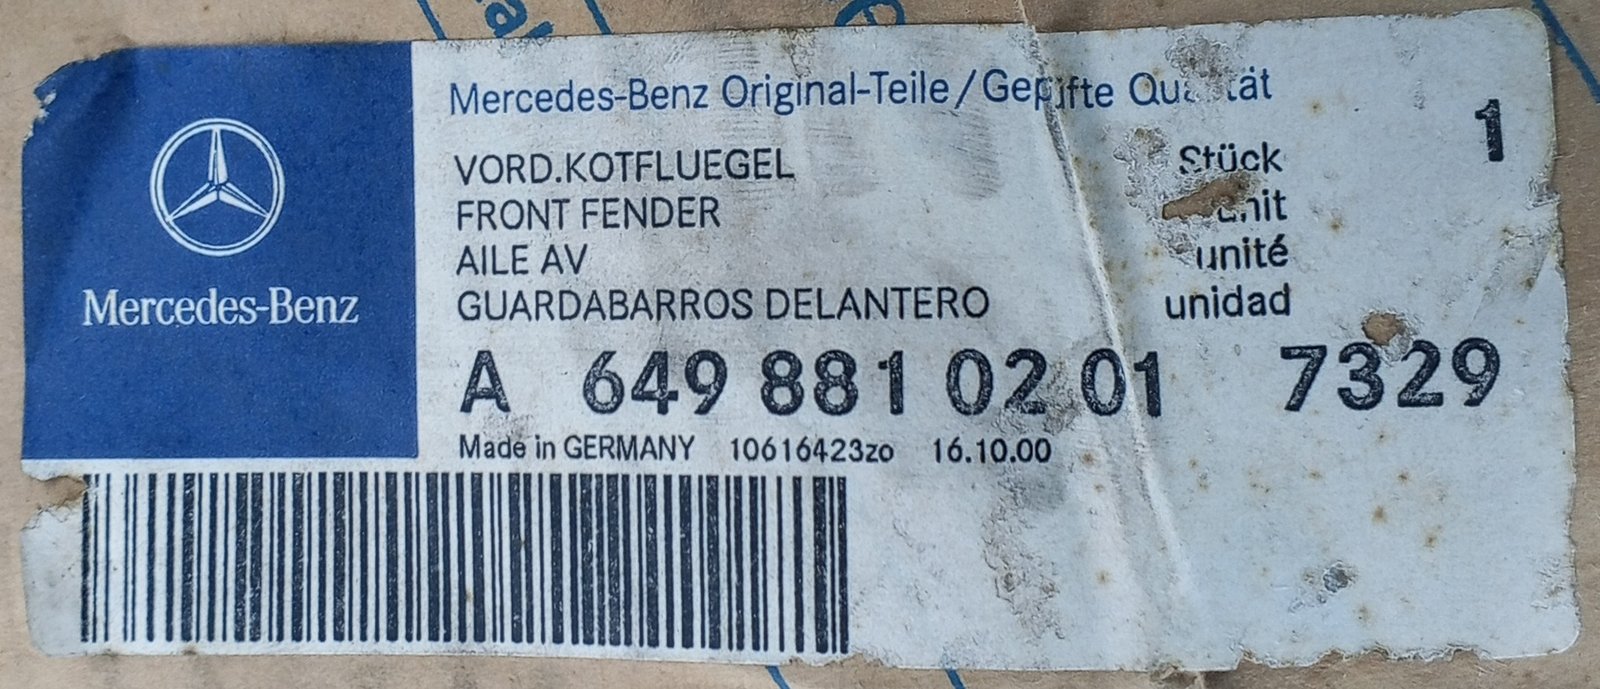 Mercedes-Benz
Mercedes-Benz Original-Teile/Geprüfte Qualität
VORD.KOTFLUEGEL
FRONT FENDER
AILE AV
GUARDABARROS DELANTERO
Stück 1
unit
unité
unidad
A 649 881 02 01 7329
Made in GERMANY 10616423zo 16.10.00